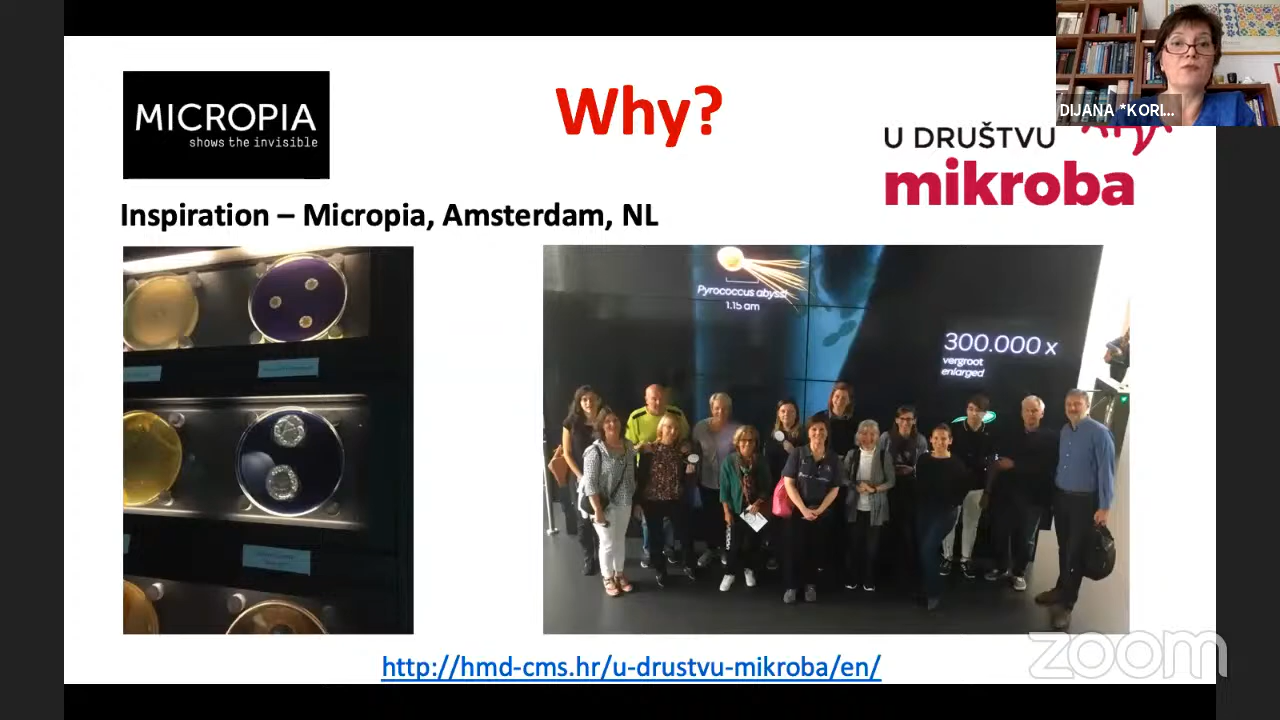 MICROPIA
shows the invisible
Why?
DIJANA *KORI...
U DRUŠTVU
mikroba
Inspiration – Micropia, Amsterdam, NL
Pyrococcus abyssi
1.15 am
300.000 x
vergroot
enlarged
http://hmd-cms.hr/u-drustvu-mikroba/en/
zoom